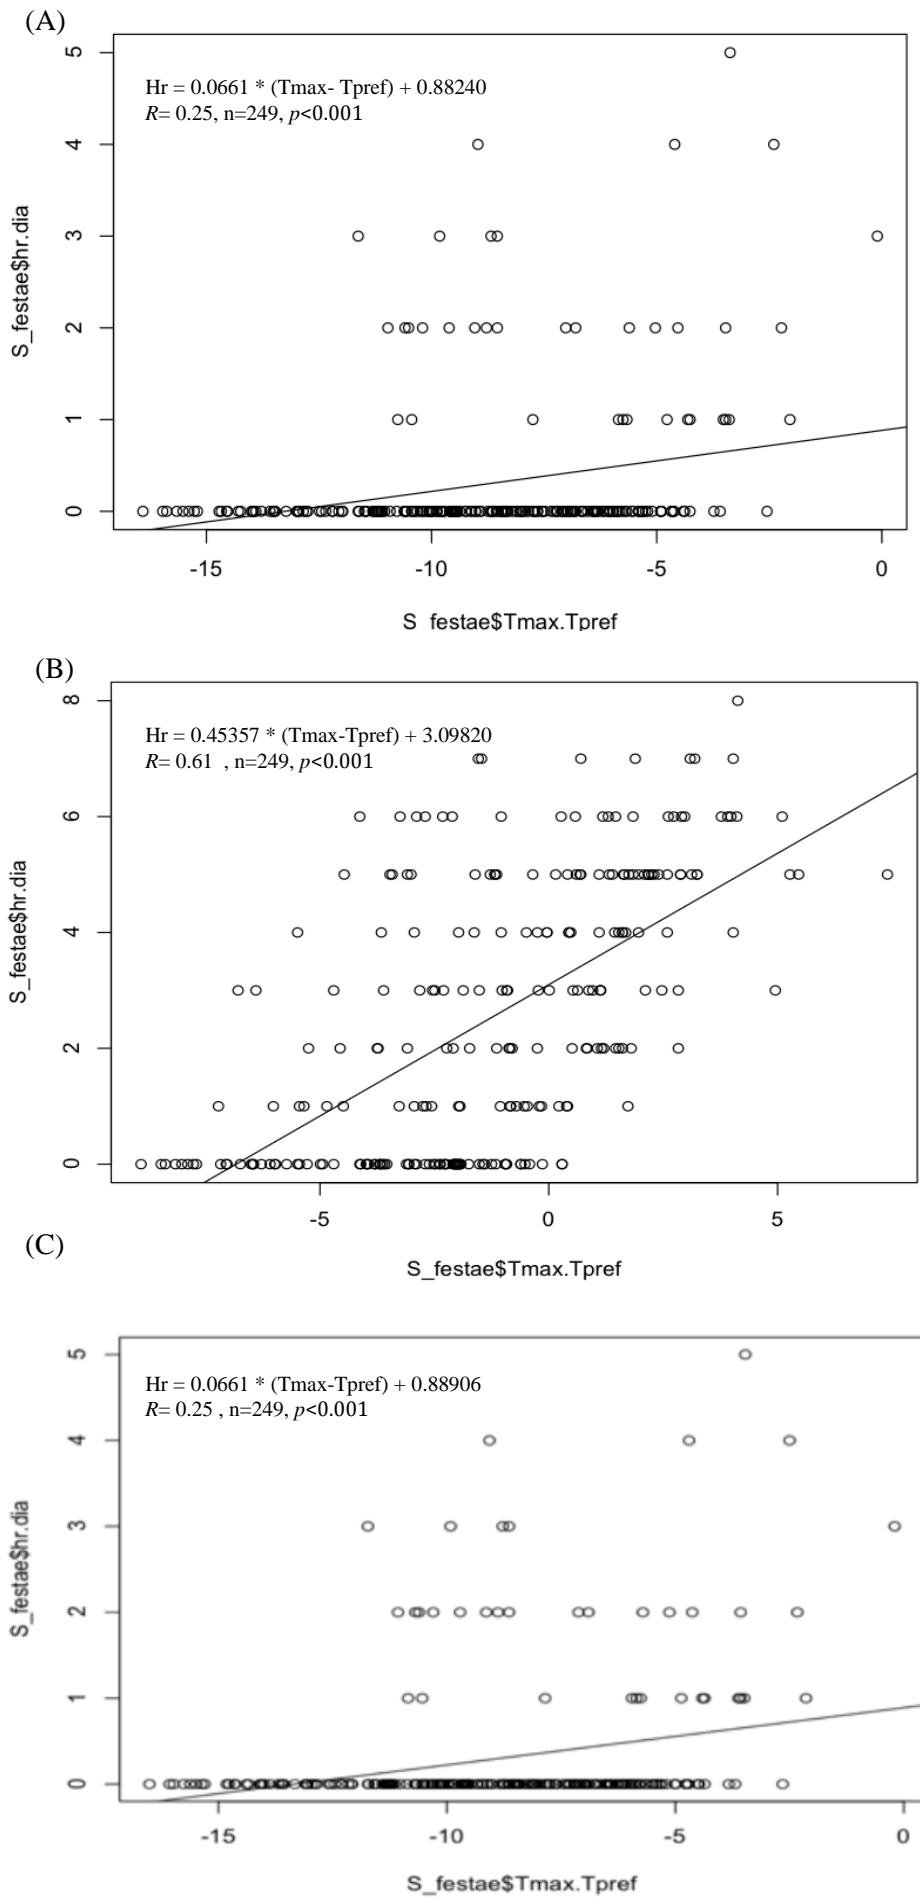 (A)
5
4
3
2
1
0
S_festae$hr.dia
Hr = 0.0661 * (Tmax- Tpref) + 0.88240
R= 0.25, n=249, p<0.001
-15 -10 -5 0
S_festae$Tmax.Tpref
(B)
8
6
4
2
0
S_festae$hr.dia
Hr = 0.45357 * (Tmax-Tpref) + 3.09820
R= 0.61 , n=249, p<0.001
-5 0 5
S_festae$Tmax.Tpref
(C)
5
4
3
2
1
0
S_festae$hr.dia
Hr = 0.0661 * (Tmax-Tpref) + 0.88906
R= 0.25 , n=249, p<0.001
-15 -10 -5 0
S_festae$Tmax.Tpref